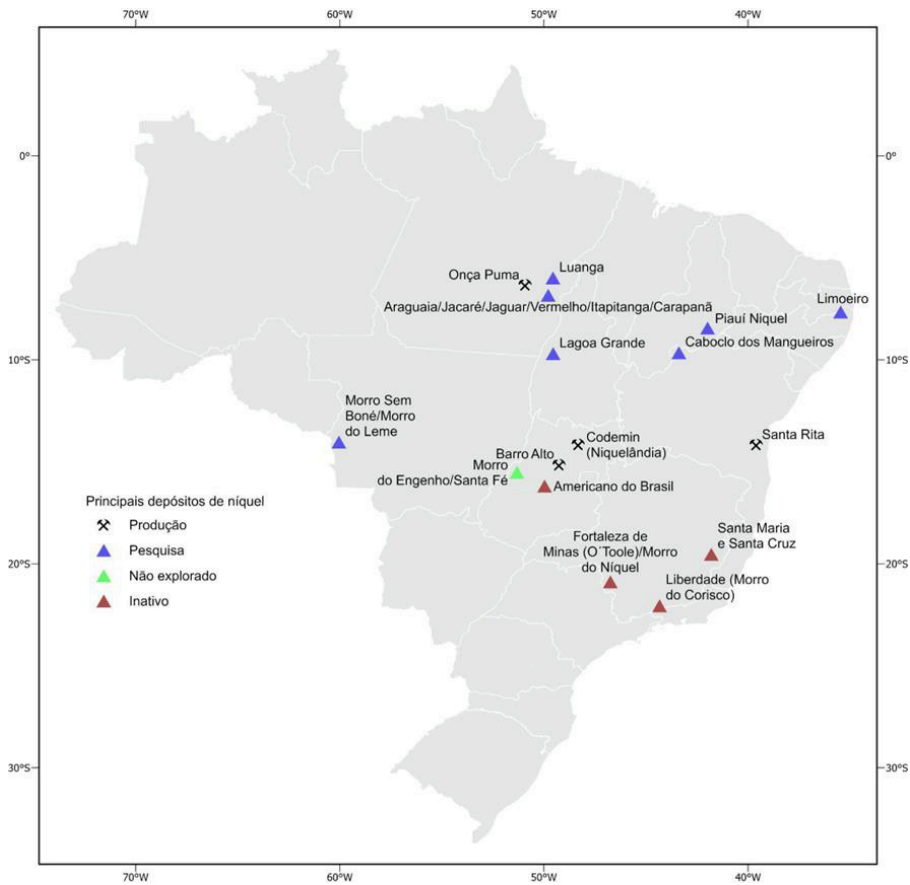 70°W 60°W 50°W 40°W
0° 0°
Onça Puma
Luanga
Araguaia/Jacaré/Jaguar/Vermelho/Itapitanga/Carapanã
Limoeiro
Piauí Niquel
Lagoa Grande
Caboclo dos Mangueiros
10°S 10°S
Morro Sem
Boné/Morro
do Leme
Codemin
(Niquelândia)
Santa Rita
Barro Alto
Morro
do Engenho/Santa Fé
Americano do Brasil
Principais depósitos de níquel
Produção
Pesquisa
Não explorado
Inativo
Fortaleza de
Minas (O´Toole)/Morro
do Níquel
Santa Maria
e Santa Cruz
Liberdade (Morro
do Corisco)
20°S 20°S
30°S 30°S
70°W 60°W 50°W 40°W